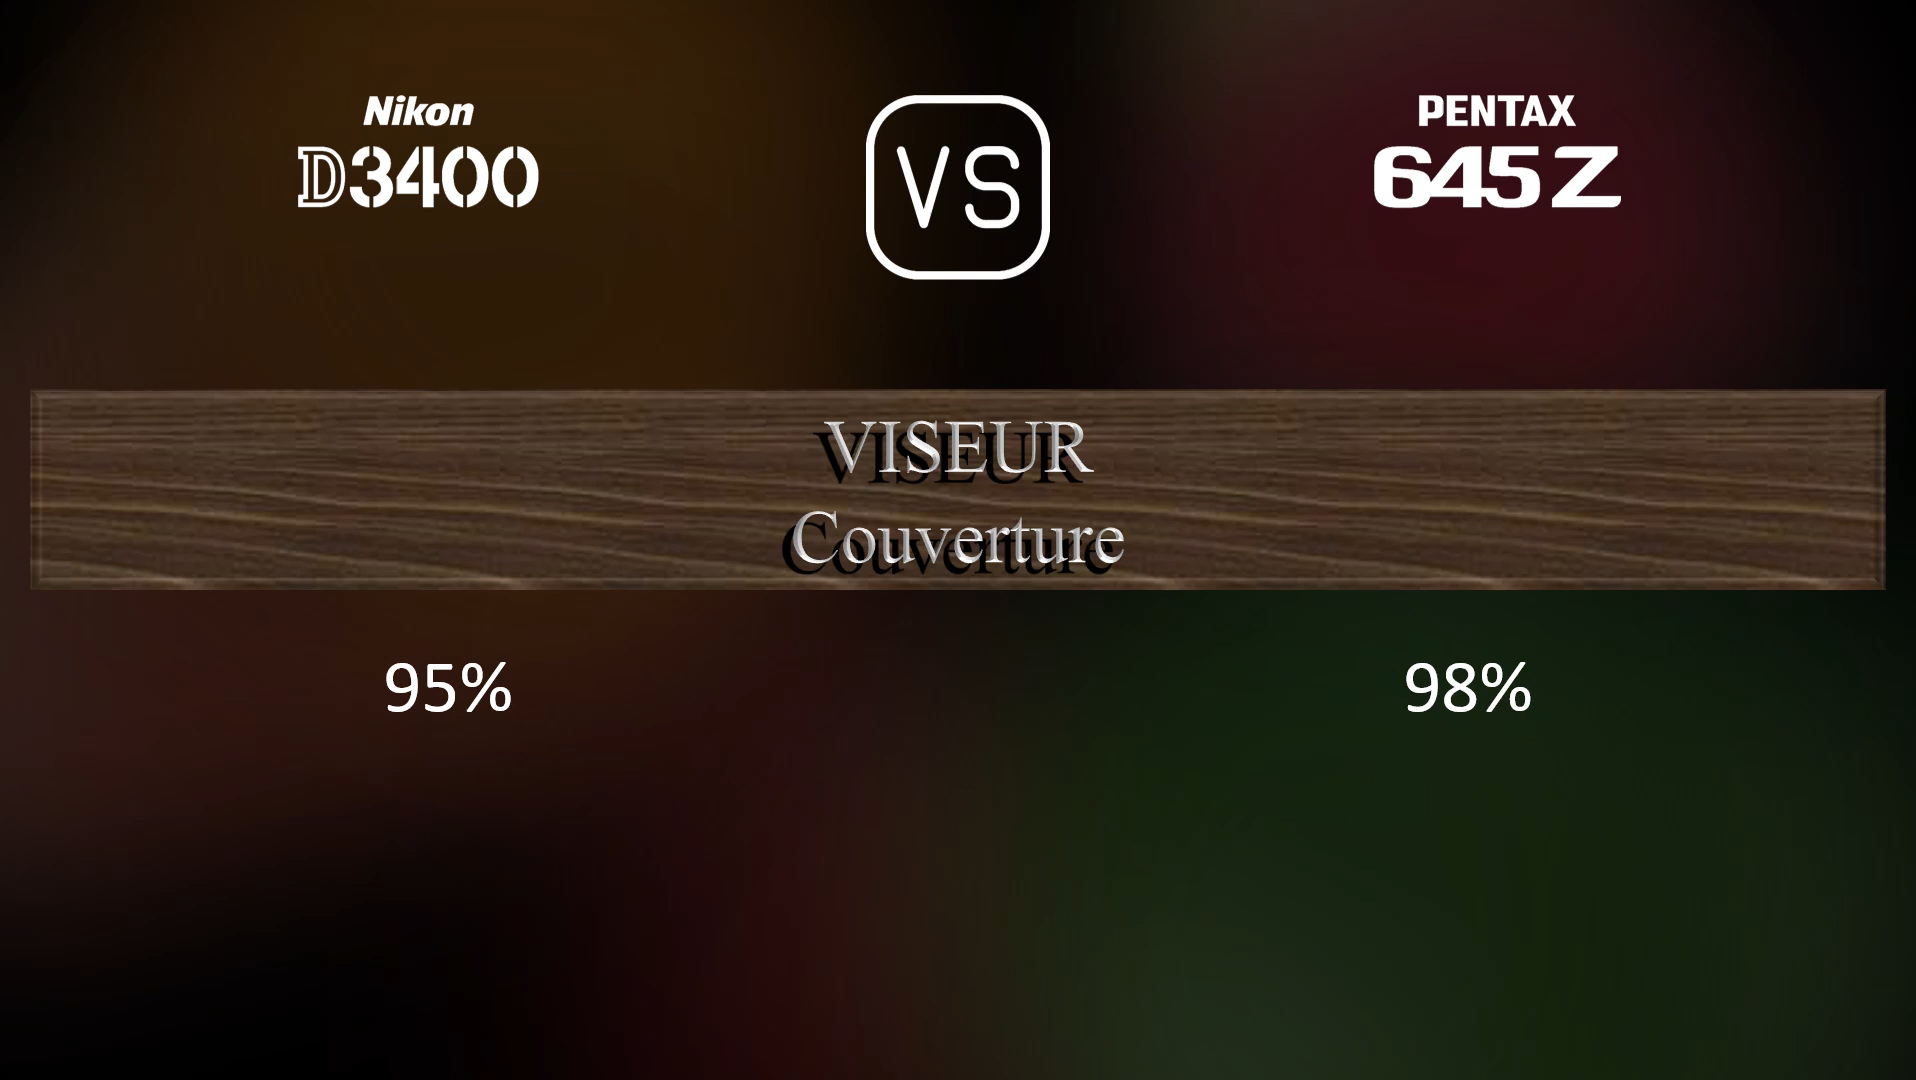 Nikon
D3400
VS
PENTAX
645Z
VISEUR
Couverture
95%
98%